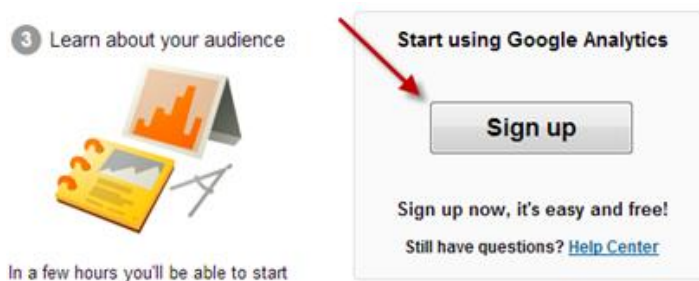 3 Learn about your audience
In a few hours you'll be able to start
Start using Google Analytics
Sign up
Sign up now, it's easy and free!
Still have questions? Help Center